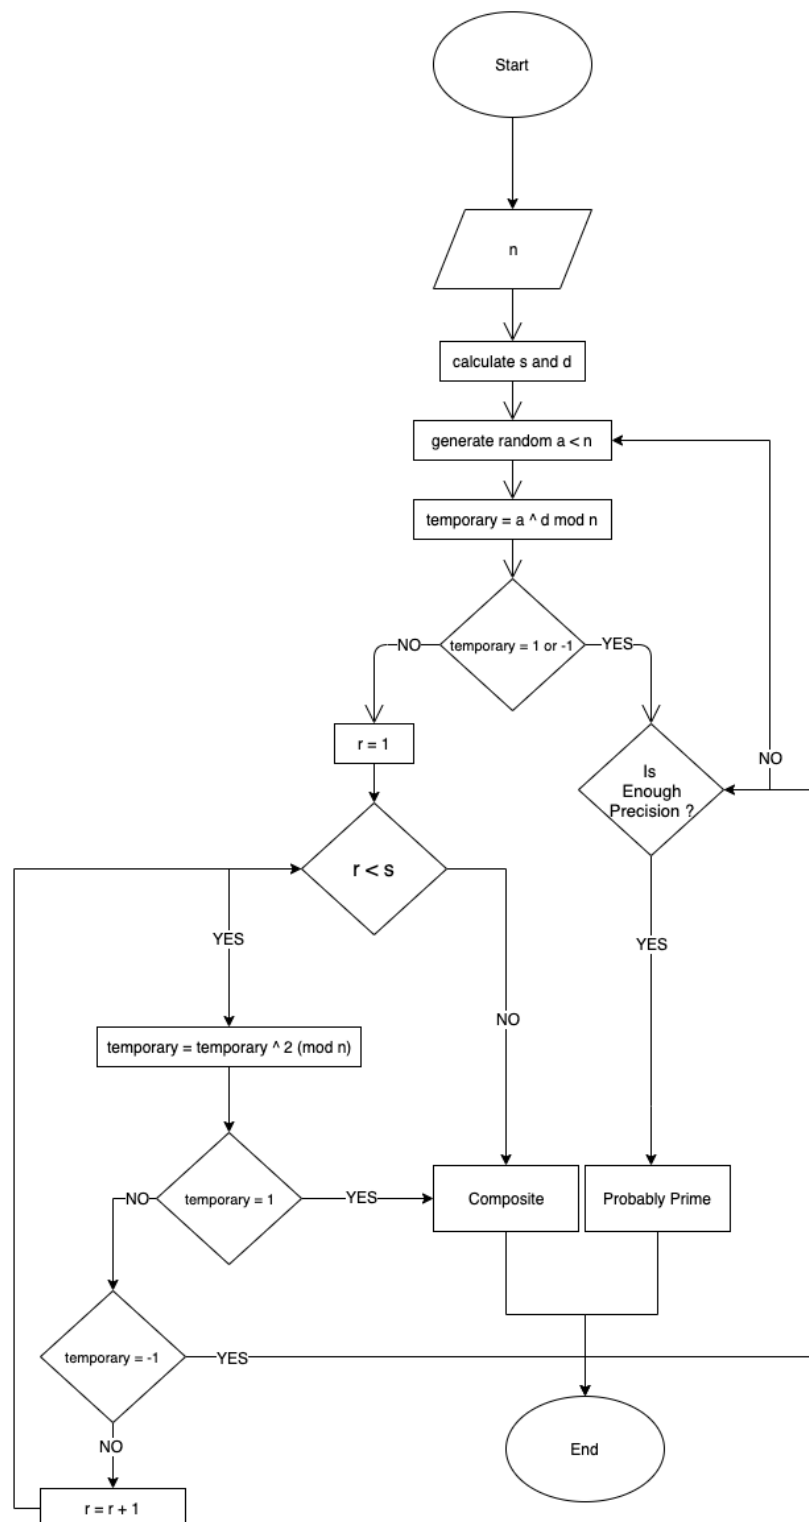 Start
n
calculate s and d
generate random a < n
temporary = a ^ d mod n
temporary = 1 or -1
NO
YES
r = 1
Is
Enough
Precision ?
NO
r < s
YES
YES
NO
temporary = temporary ^ 2 (mod n)
temporary = 1
NO
YES
Composite
Probably Prime
temporary = -1
YES
NO
End
r = r + 1